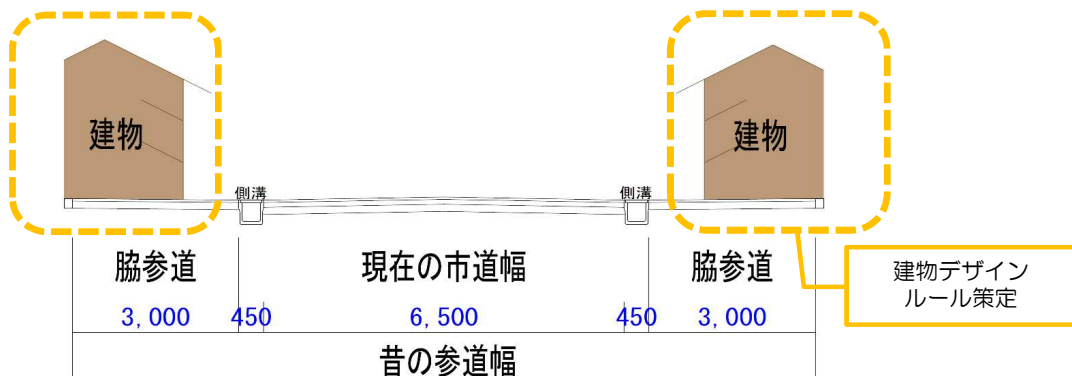 建物
建物
側溝
側溝
脇参道
現在の市道幅
脇参道
建物デザイン
ルール策定
3,000
450
6,500
450
3,000
昔の参道幅